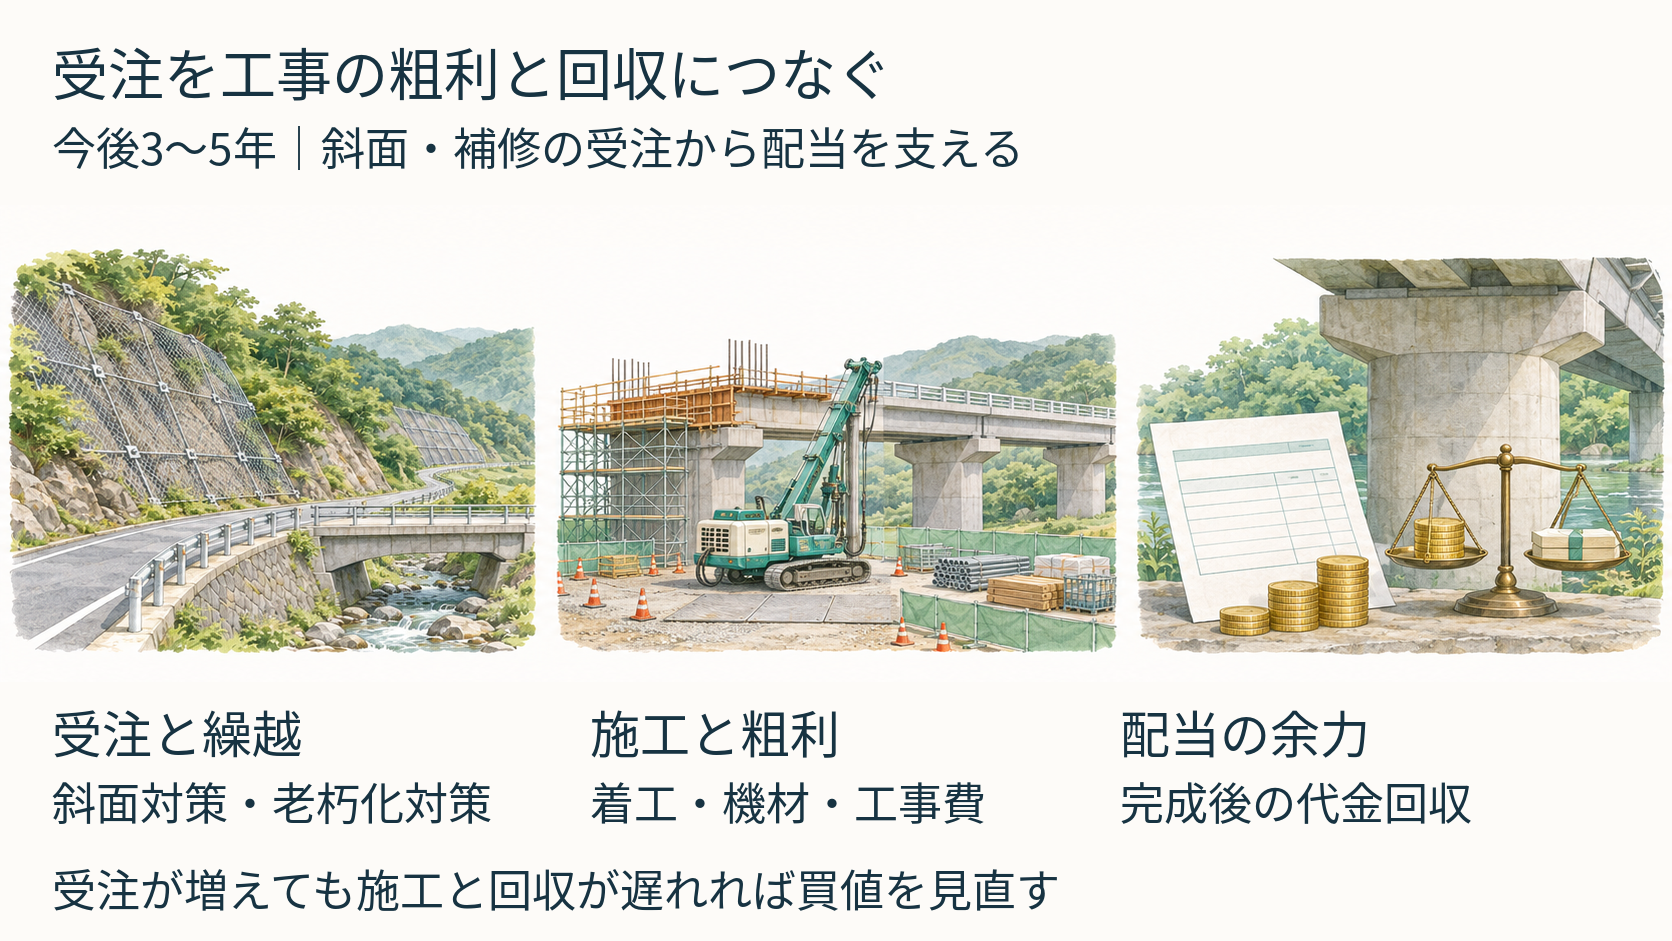 受注を工事の粗利と回収につなぐ
今後3〜5年｜斜面・補修の受注から配当を支える
受注と繰越
斜面対策・老朽化対策
施工と粗利
着工・機材・工事費
配当の余力
完成後の代金回収
受注が増えても施工と回収が遅れれば買値を見直す